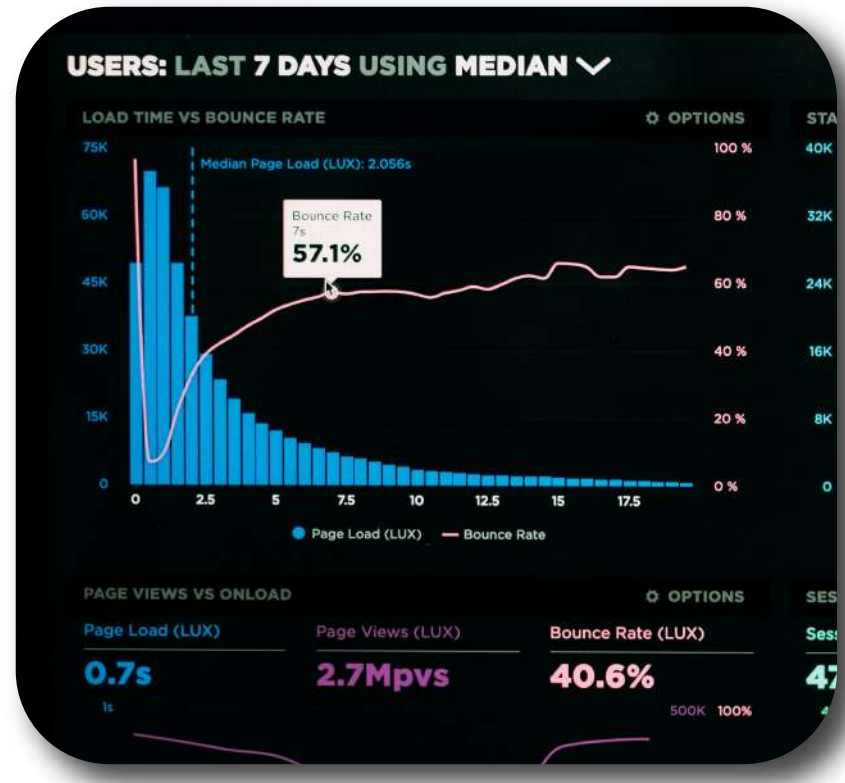 USERS: LAST 7 DAYS USING MEDIAN
LOAD TIME VS BOUNCE RATE
OPTIONS
STA
75K
100 %
40K
Median Page Load (LUX): 2.056s
60K
80 %
32K
Bounce Rate
7s
57.1%
45K
60 %
24K
30K
40 %
16K
15K
20 %
8K
0
0 %
0
0 2.5 5 7.5 10 12.5 15 17.5
Page Load (LUX) Bounce Rate
PAGE VIEWS VS ONLOAD
OPTIONS
SES
Page Load (LUX)
Page Views (LUX)
Bounce Rate (LUX)
Sess
0.7s
2.7Mpvs
40.6%
47
1s
500K 100%
4